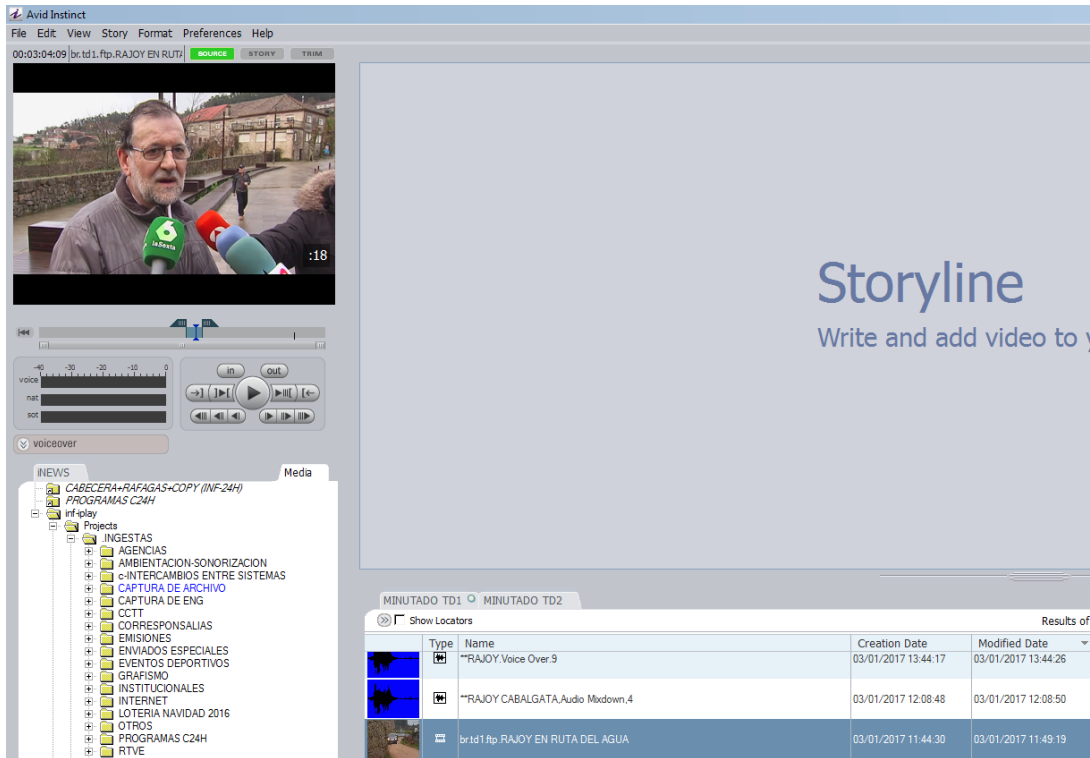 Avid Instinct
File Edit View Story Format Preferences Help
00:03:04:09 br.td1.ftp.RAJOY EN RUTA SOURCE STORY TRIM
6
laSexta
:18
Storyline
Write and add video to y
-40 -30 -20 -10 0
voice
nat
sot
in out
voiceover
iNEWS Media
CABECERA+RAFAGAS+COPY (INF-24H)
PROGRAMAS C24H
inf-iplay
Projects
.INGESTAS
AGENCIAS
AMBIENTACION-SONORIZACION
c-INTERCAMBIOS ENTRE SISTEMAS
CAPTURA DE ARCHIVO
CAPTURA DE ENG
CCTT
CORRESPONSALIAS
EMISIONES
ENVIADOS ESPECIALES
EVENTOS DEPORTIVOS
GRAFISMO
INSTITUCIONALES
INTERNET
LOTERIA NAVIDAD 2016
OTROS
PROGRAMAS C24H
RTVE
MINUTADO TD1 MINUTADO TD2
Show Locators Results of
Type Name Creation Date Modified Date
**RAJOY.Voice Over.9 03/01/2017 13:44:17 03/01/2017 13:44:26
**RAJOY CABALGATA,Audio Mixdown,4 03/01/2017 12:08:48 03/01/2017 12:08:50
br.td1.ftp.RAJOY EN RUTA DEL AGUA 03/01/2017 11:44:30 03/01/2017 11:49:19